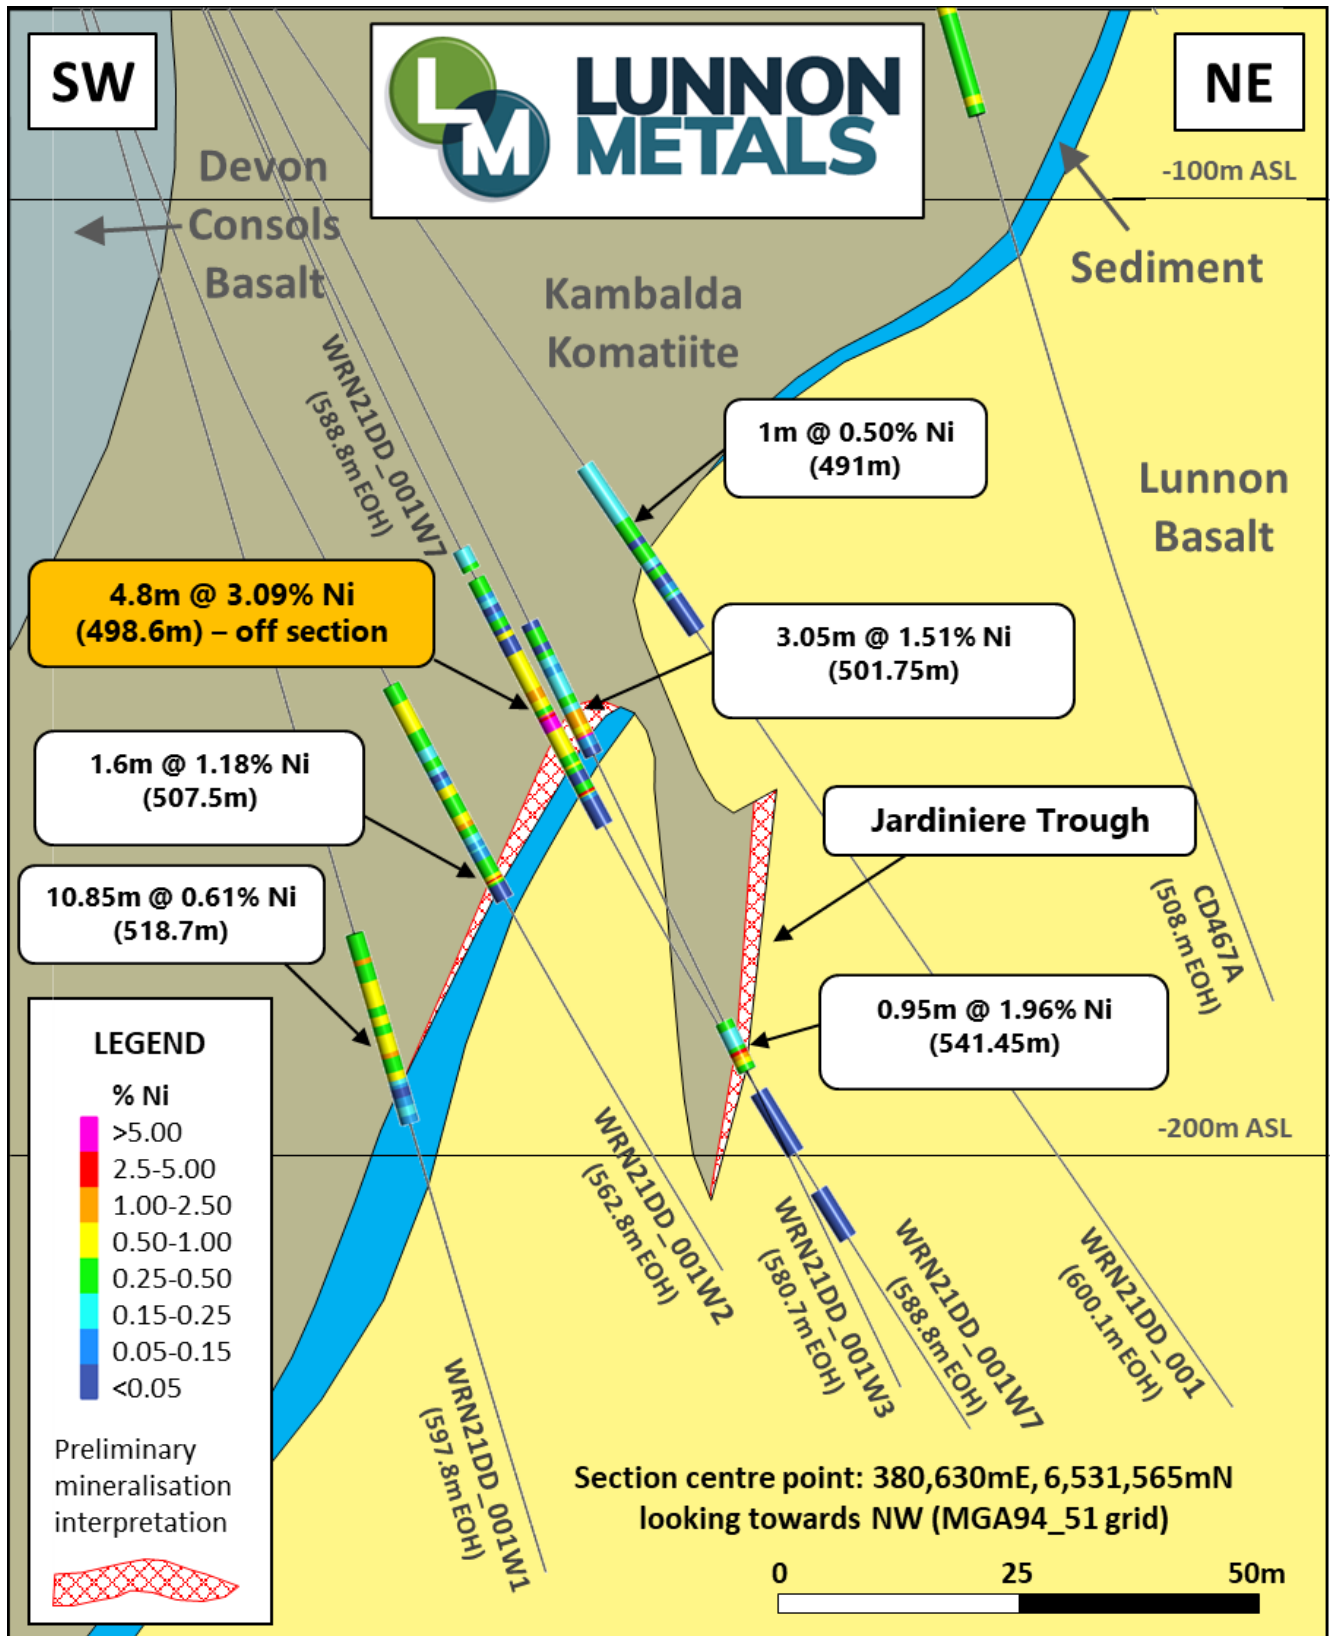 SW
LM
LUNNON
METALS
NE
-100m ASL
Devon
Consols
Basalt
Sediment
Kambalda
Komatiite
WRN21DD_001W7
(588.8m EOH)
1m @ 0.50% Ni
(491m)
Lunnon
Basalt
4.8m @ 3.09% Ni
(498.6m) – off section
3.05m @ 1.51% Ni
(501.75m)
1.6m @ 1.18% Ni
(507.5m)
Jardiniere Trough
10.85m @ 0.61% Ni
(518.7m)
CD467A
(508.m EOH)
0.95m @ 1.96% Ni
(541.45m)
LEGEND
% Ni
>5.00
2.5-5.00
1.00-2.50
0.50-1.00
0.25-0.50
0.15-0.25
0.05-0.15
<0.05
Preliminary
mineralisation
interpretation
-200m ASL
WRN21DD_001W2
(562.8m EOH)
WRN21DD_001W3
(580.7m EOH)
WRN21DD_001W7
(588.8m EOH)
WRN21DD_001
(600.1m EOH)
WRN21DD_001W1
(597.8m EOH)
Section centre point: 380,630mE, 6,531,565mN
looking towards NW (MGA94_51 grid)
0 25 50m